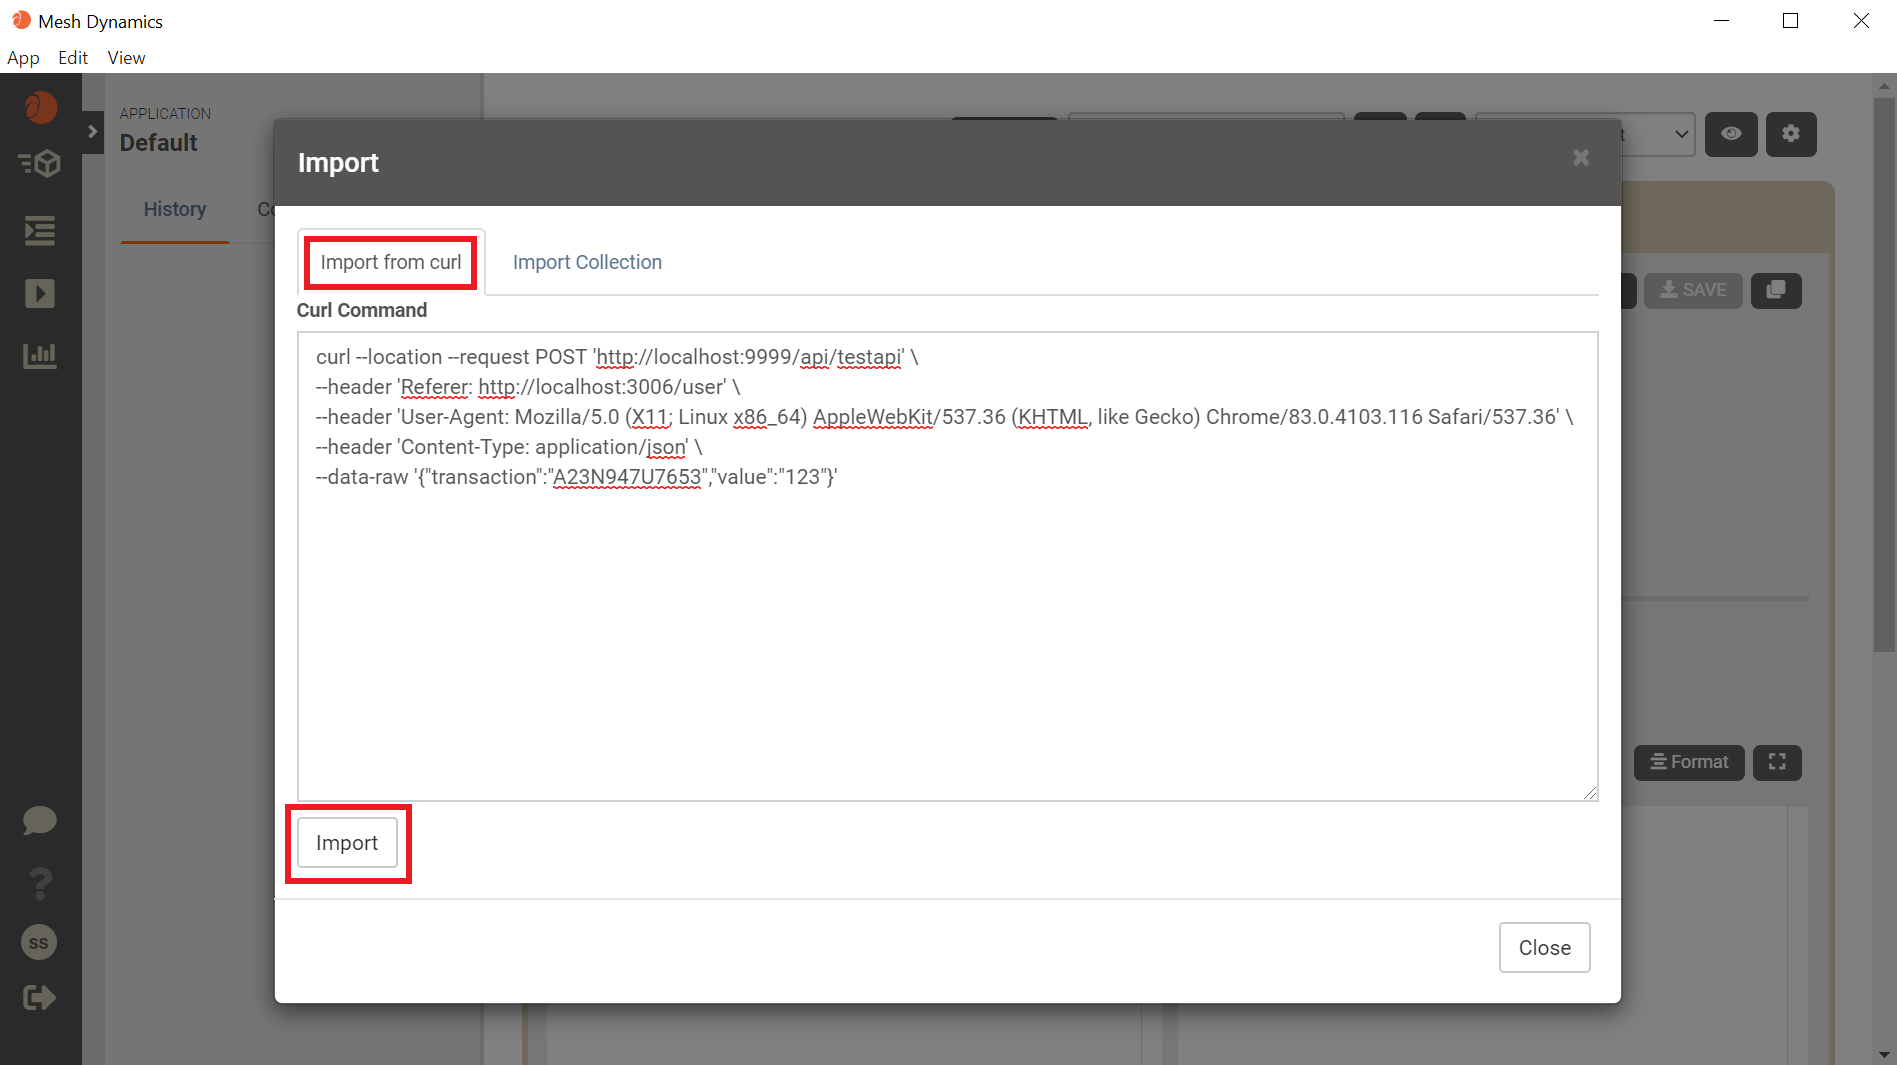 Mesh Dynamics
App Edit View
APPLICATION
Default
History
Import
Import from curl Import Collection
Curl Command
curl --location --request POST 'http://localhost:9999/api/testapi' \
--header 'Referer: http://localhost:3006/user' \
--header 'User-Agent: Mozilla/5.0 (X11; Linux x86_64) AppleWebKit/537.36 (KHTML, like Gecko) Chrome/83.0.4103.116 Safari/537.36' \
--header 'Content-Type: application/json' \
--data-raw '{"transaction":"A23N947U7653","value":"123"}'
SAVE
Format
Import
Close
SS